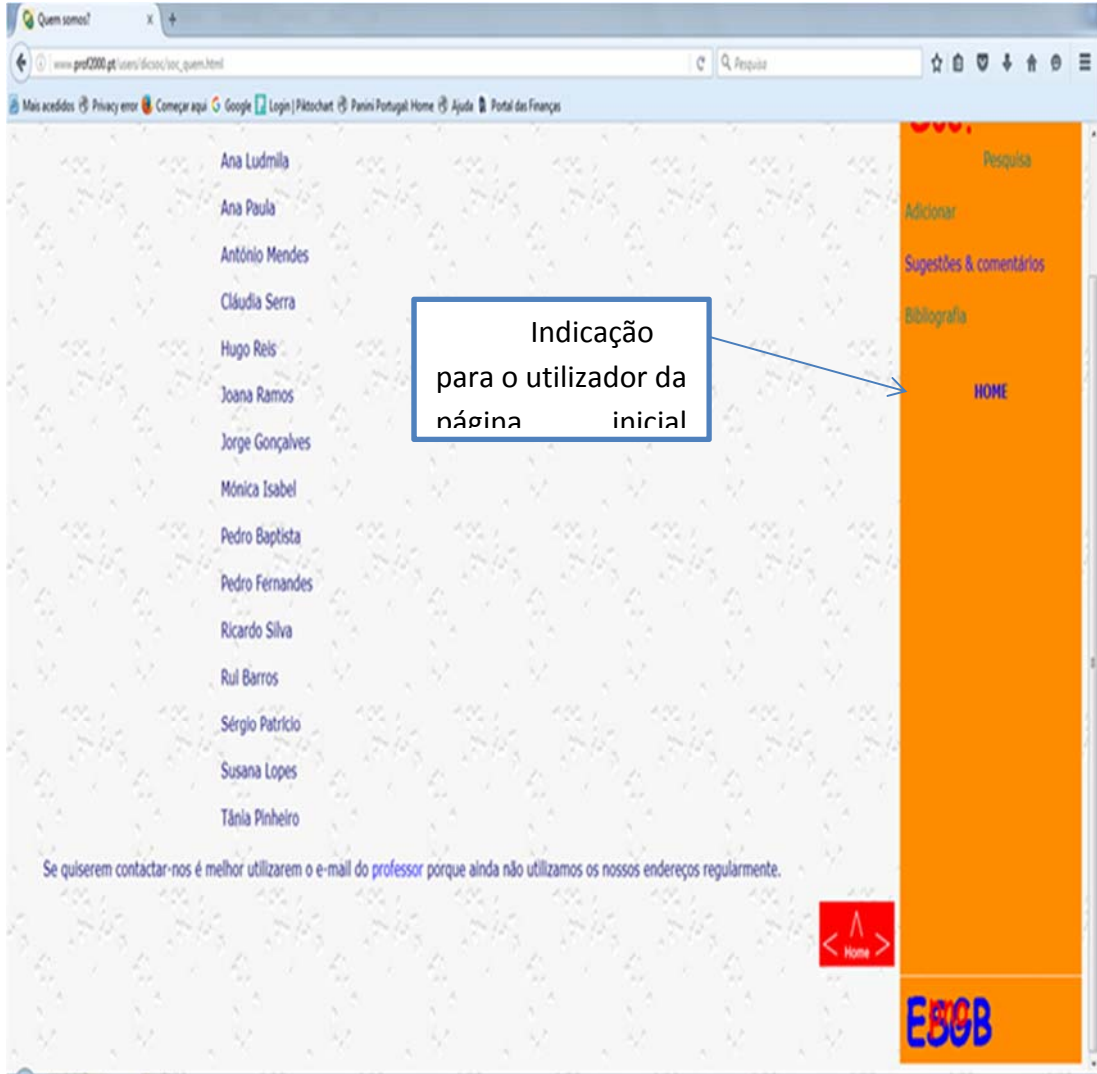 Quem somos? x +
www.prof2000.pt/users/dicsoc/soc_quem.html
Pesquisa
Mais acedidos Privacy error Começar aqui Google Login | Piktochart Panini Portugal: Home Ajuda Portal das Finanças
Ana Ludmila
Ana Paula
António Mendes
Cláudia Serra
Hugo Reis
Joana Ramos
Jorge Gonçalves
Mónica Isabel
Pedro Baptista
Pedro Fernandes
Ricardo Silva
Rui Barros
Sérgio Patrício
Susana Lopes
Tânia Pinheiro
Se quiserem contactar-nos é melhor utilizarem o e-mail do professor porque ainda não utilizamos os nossos endereços regularmente.
Indicação
para o utilizador da
página inicial
Pesquisa
Adicionar
Sugestões & comentários
Bibliografia
HOME
< Λ >
Home